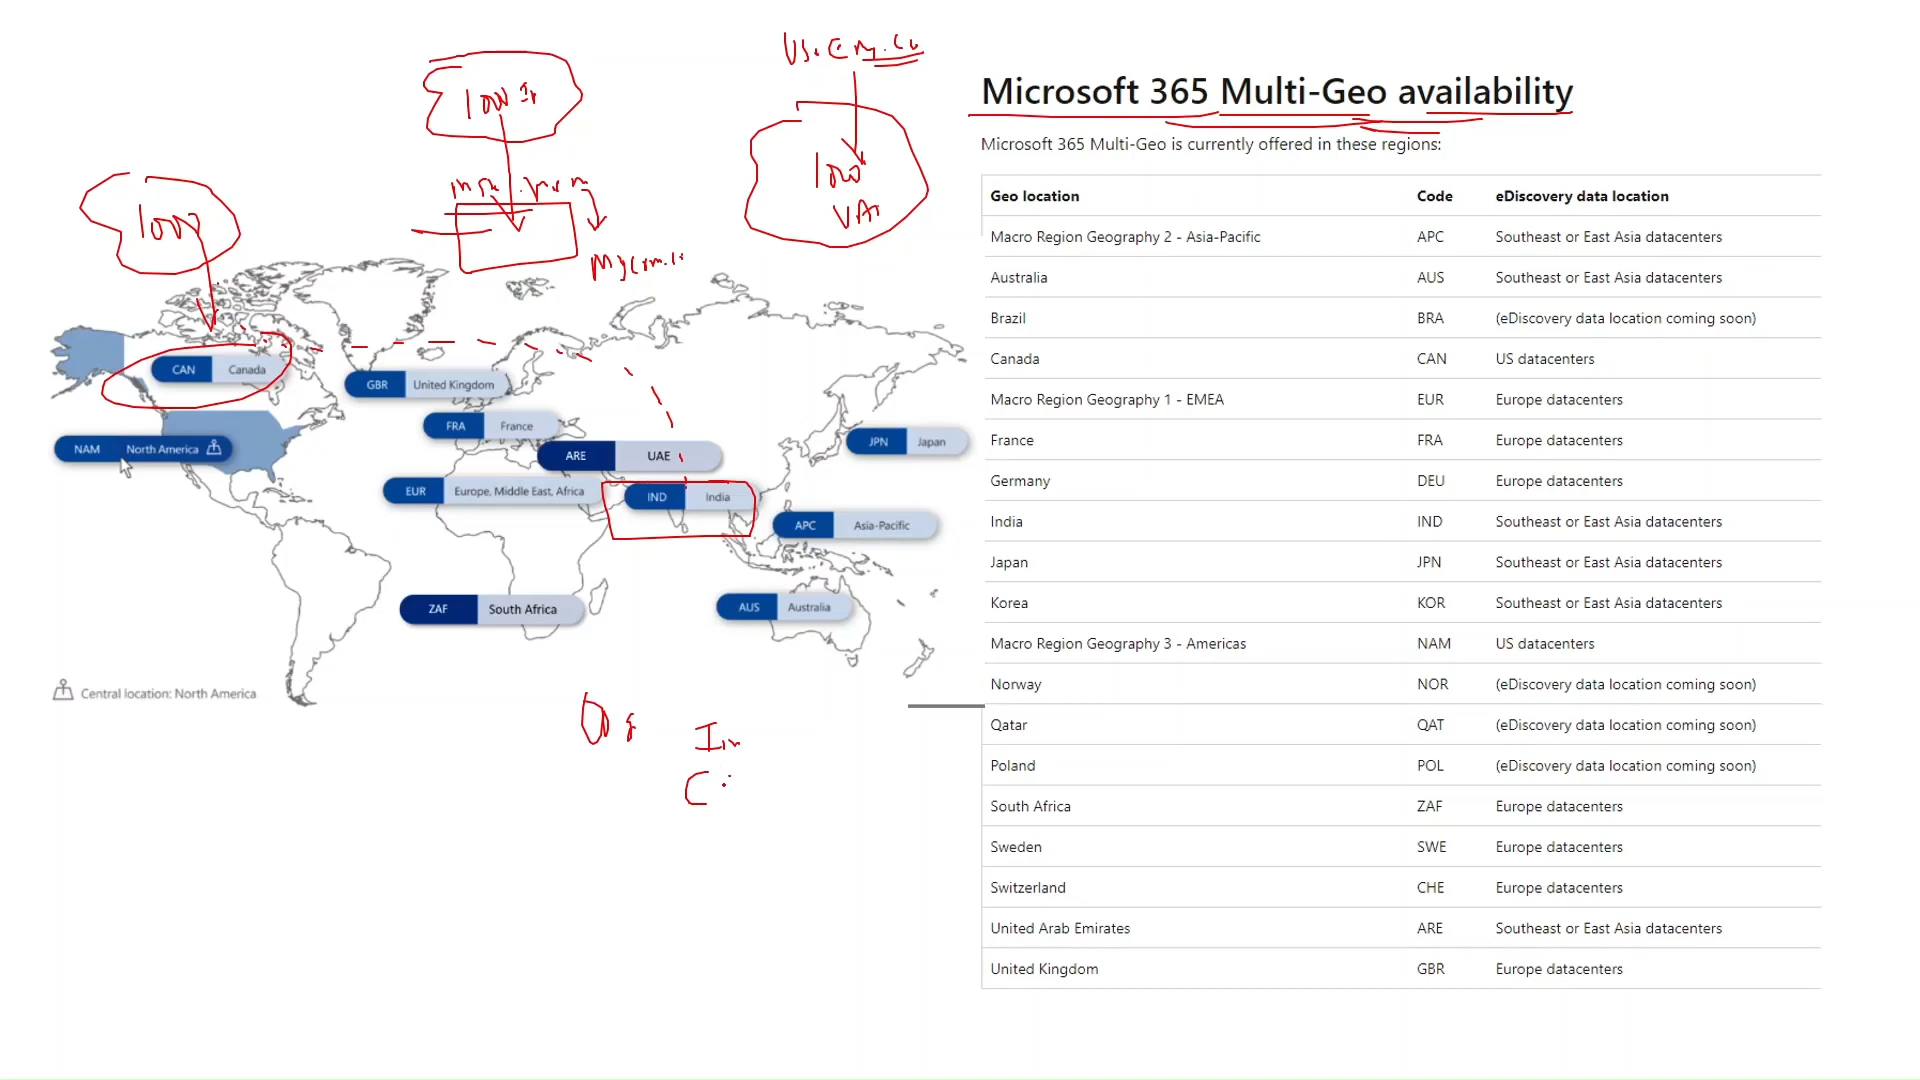 Microsoft 365 Multi-Geo availability
Microsoft 365 Multi-Geo is currently offered in these regions:
Geo location Code eDiscovery data location
Macro Region Geography 2 - Asia-Pacific APC Southeast or East Asia datacenters
Australia AUS Southeast or East Asia datacenters
Brazil BRA (eDiscovery data location coming soon)
Canada CAN US datacenters
Macro Region Geography 1 - EMEA EUR Europe datacenters
France FRA Europe datacenters
Germany DEU Europe datacenters
India IND Southeast or East Asia datacenters
Japan JPN Southeast or East Asia datacenters
Korea KOR Southeast or East Asia datacenters
Macro Region Geography 3 - Americas NAM US datacenters
Norway NOR (eDiscovery data location coming soon)
Qatar QAT (eDiscovery data location coming soon)
Poland POL (eDiscovery data location coming soon)
South Africa ZAF Europe datacenters
Sweden SWE Europe datacenters
Switzerland CHE Europe datacenters
United Arab Emirates ARE Southeast or East Asia datacenters
United Kingdom GBR Europe datacenters
CAN Canada
GBR United Kingdom
FRA France
NAM North America
ARE UAE
JPN Japan
EUR Europe, Middle East, Africa
IND India
APC Asia-Pacific
ZAF South Africa
AUS Australia
Central location: North America